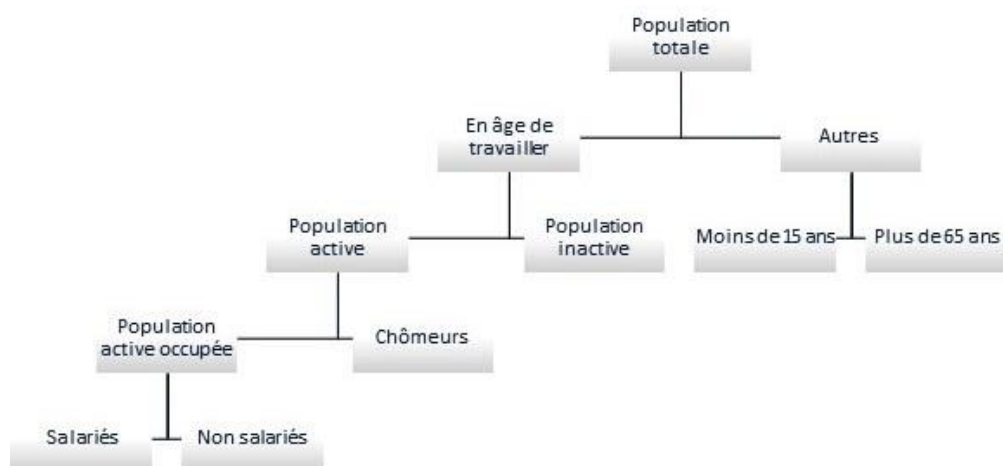 Population
totale
En âge de
travailler
Autres
Population
active
Population
inactive
Moins de 15 ans
Plus de 65 ans
Population
active occupée
Chômeurs
Salariés
Non salariés